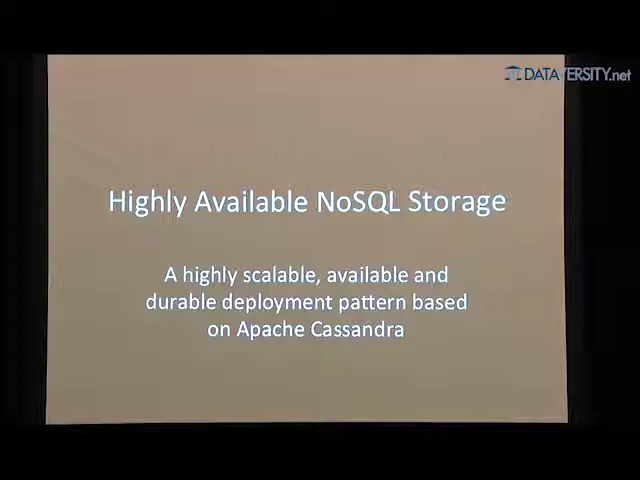 DATAVERSITY.net
Highly Available NoSQL Storage
A highly scalable, available and
durable deployment pattern based
on Apache Cassandra